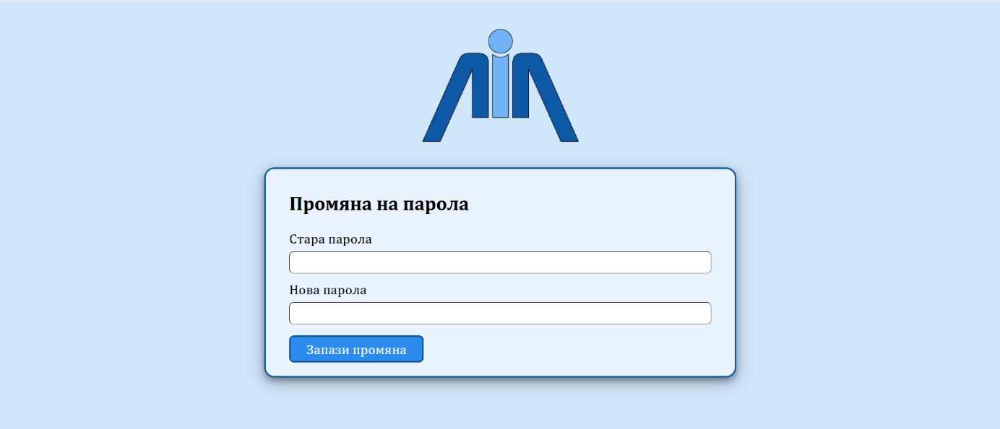 Промяна на парола
Стара парола
Нова парола
Запази промяна